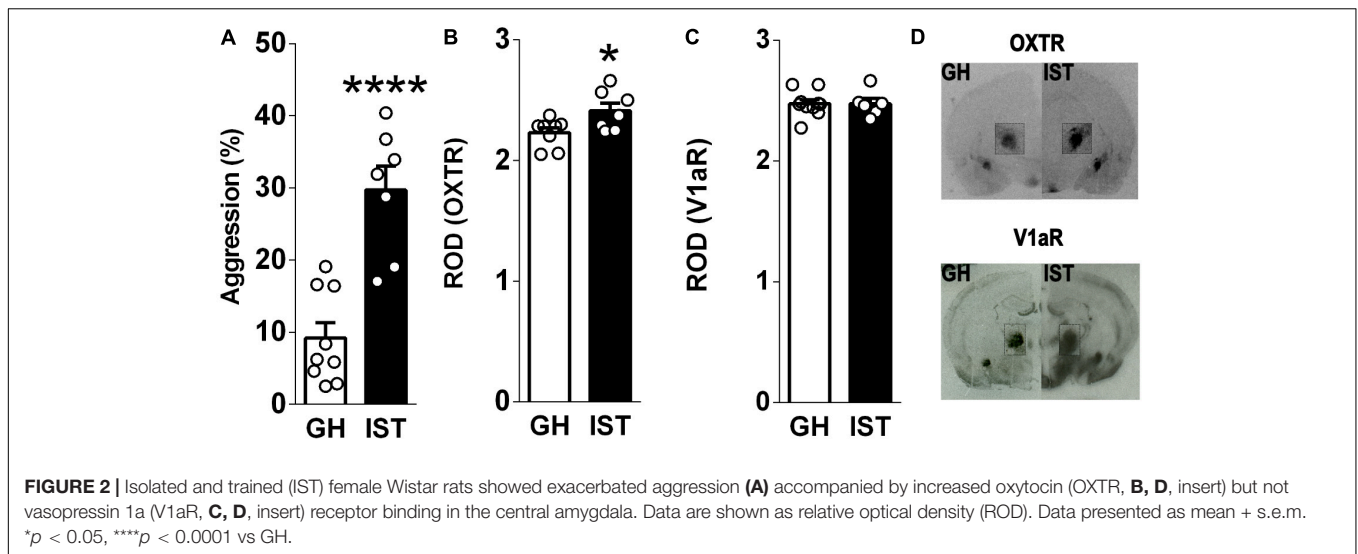 A
50
40
30
20
10
0
Aggression (%)
****
GH IST
B
3
2
1
0
ROD (OXTR)
*
GH IST
C
3
2
1
0
ROD (V1aR)
GH IST
D
OXTR
GH IST
V1aR
GH IST
FIGURE 2 | Isolated and trained (IST) female Wistar rats showed exacerbated aggression (A) accompanied by increased oxytocin (OXTR, B, D, insert) but not
vasopressin 1a (V1aR, C, D, insert) receptor binding in the central amygdala. Data are shown as relative optical density (ROD). Data presented as mean + s.e.m.
*p < 0.05, ****p < 0.0001 vs GH.